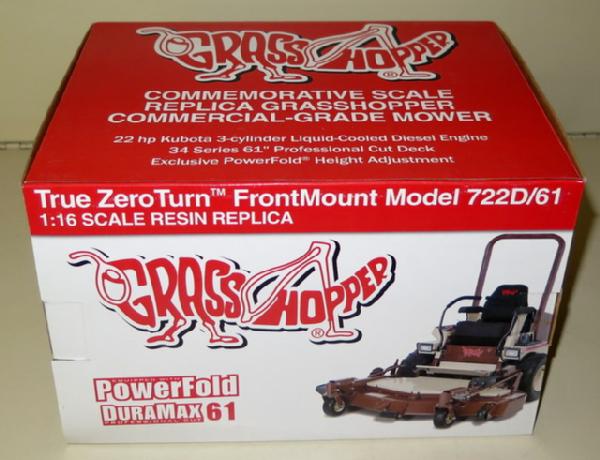 GRASSHOPPER®
COMMEMORATIVE SCALE
REPLICA GRASSHOPPER
COMMERCIAL-GRADE MOWER
22 hp Kubota 3-cylinder Liquid-Cooled Diesel Engine
34 Series 61" Professional Cut Deck
Exclusive PowerFold® Height Adjustment
True ZeroTurn™ FrontMount Model 722D/61
1:16 SCALE RESIN REPLICA
GRASSHOPPER®
EQUIPPED WITH
PowerFold
DURAMAX 61
PROFESSIONAL CUT